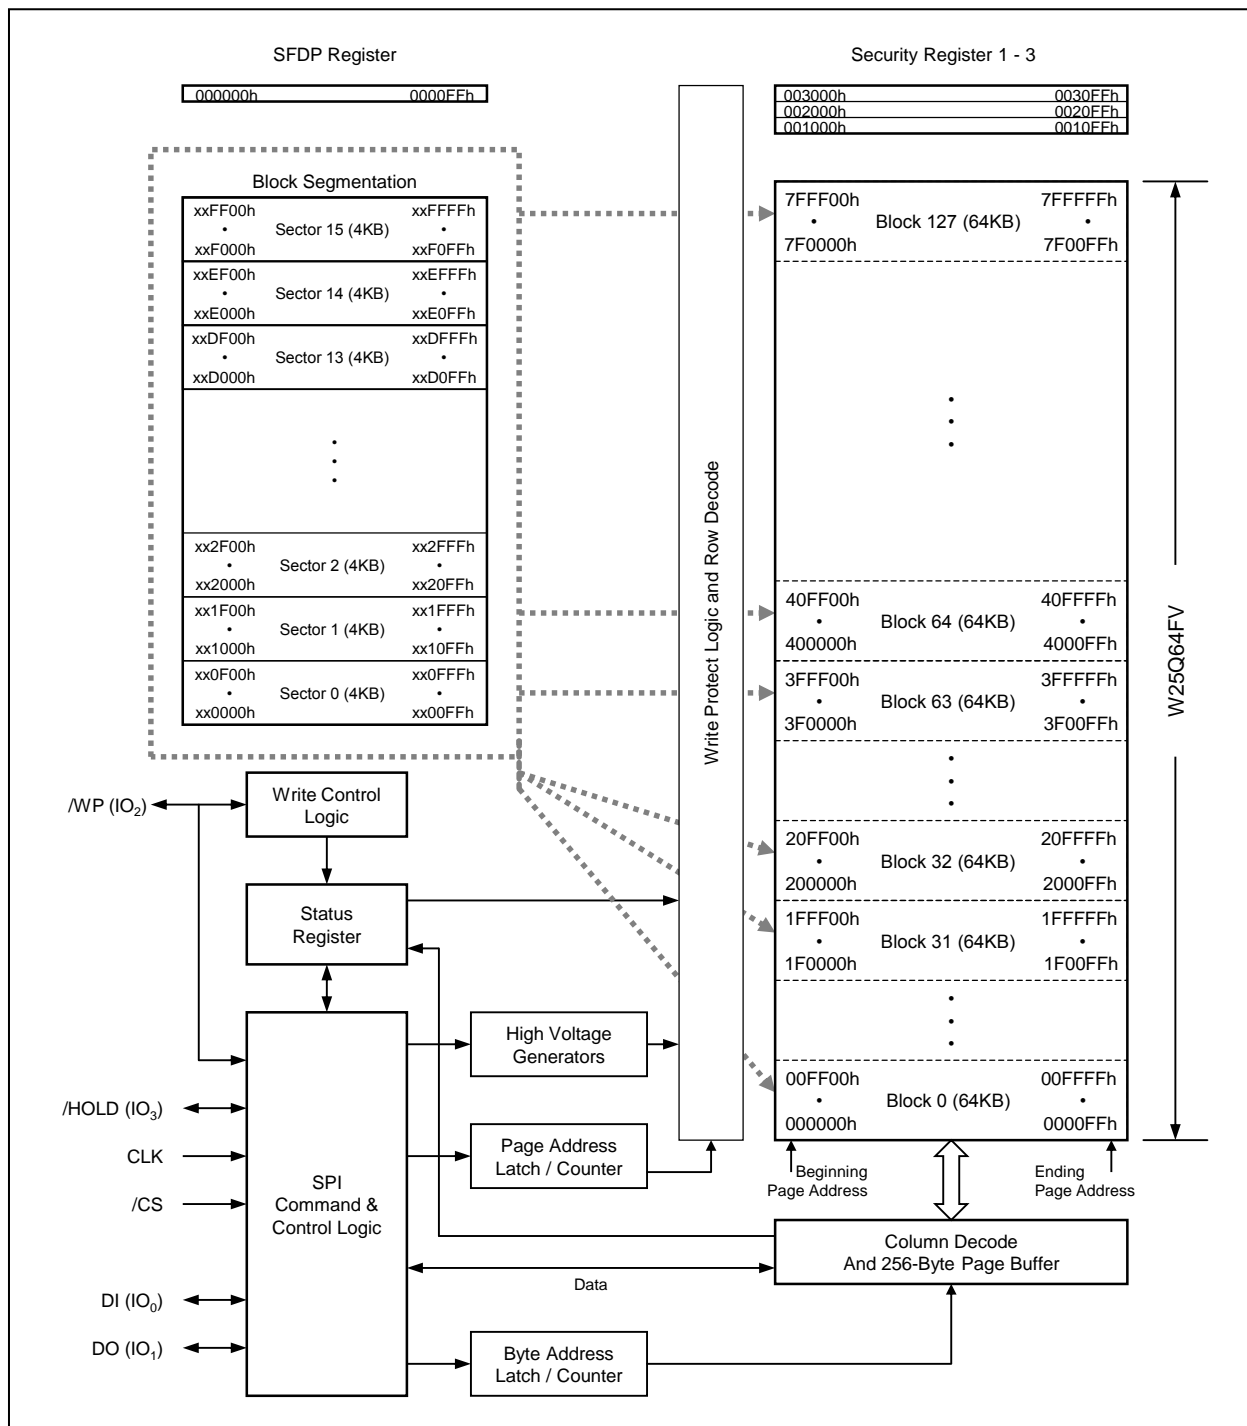 SFDP Register
000000h 0000FFh
Security Register 1 - 3
003000h 0030FFh
002000h 0020FFh
001000h 0010FFh
Block Segmentation
xxFF00h xxFFFFh
• Sector 15 (4KB) •
xxF000h xxF0FFh
xxEF00h xxEFFFh
• Sector 14 (4KB) •
xxE000h xxE0FFh
xxDF00h xxDFFFh
• Sector 13 (4KB) •
xxD000h xxD0FFh
xx2F00h xx2FFFh
• Sector 2 (4KB) •
xx2000h xx20FFh
xx1F00h xx1FFFh
• Sector 1 (4KB) •
xx1000h xx10FFh
xx0F00h xx0FFFh
• Sector 0 (4KB) •
xx0000h xx00FFh
Write Protect Logic and Row Decode
7FFF00h 7FFFFFh
• Block 127 (64KB) •
7F0000h 7F00FFh
40FF00h 40FFFFh
• Block 64 (64KB) •
400000h 4000FFh
3FFF00h 3FFFFFh
• Block 63 (64KB) •
3F0000h 3F00FFh
20FF00h 20FFFFh
• Block 32 (64KB) •
200000h 2000FFh
1FFF00h 1FFFFFh
• Block 31 (64KB) •
1F0000h 1F00FFh
00FF00h 00FFFFh
• Block 0 (64KB) •
000000h 0000FFh
W25Q64FV
Beginning
Page Address
Ending
Page Address
/WP (IO2)
Write Control
Logic
Status
Register
High Voltage
Generators
/HOLD (IO3)
CLK
/CS
DI (IO0)
DO (IO1)
SPI
Command &
Control Logic
Page Address
Latch / Counter
Column Decode
And 256-Byte Page Buffer
Data
Byte Address
Latch / Counter